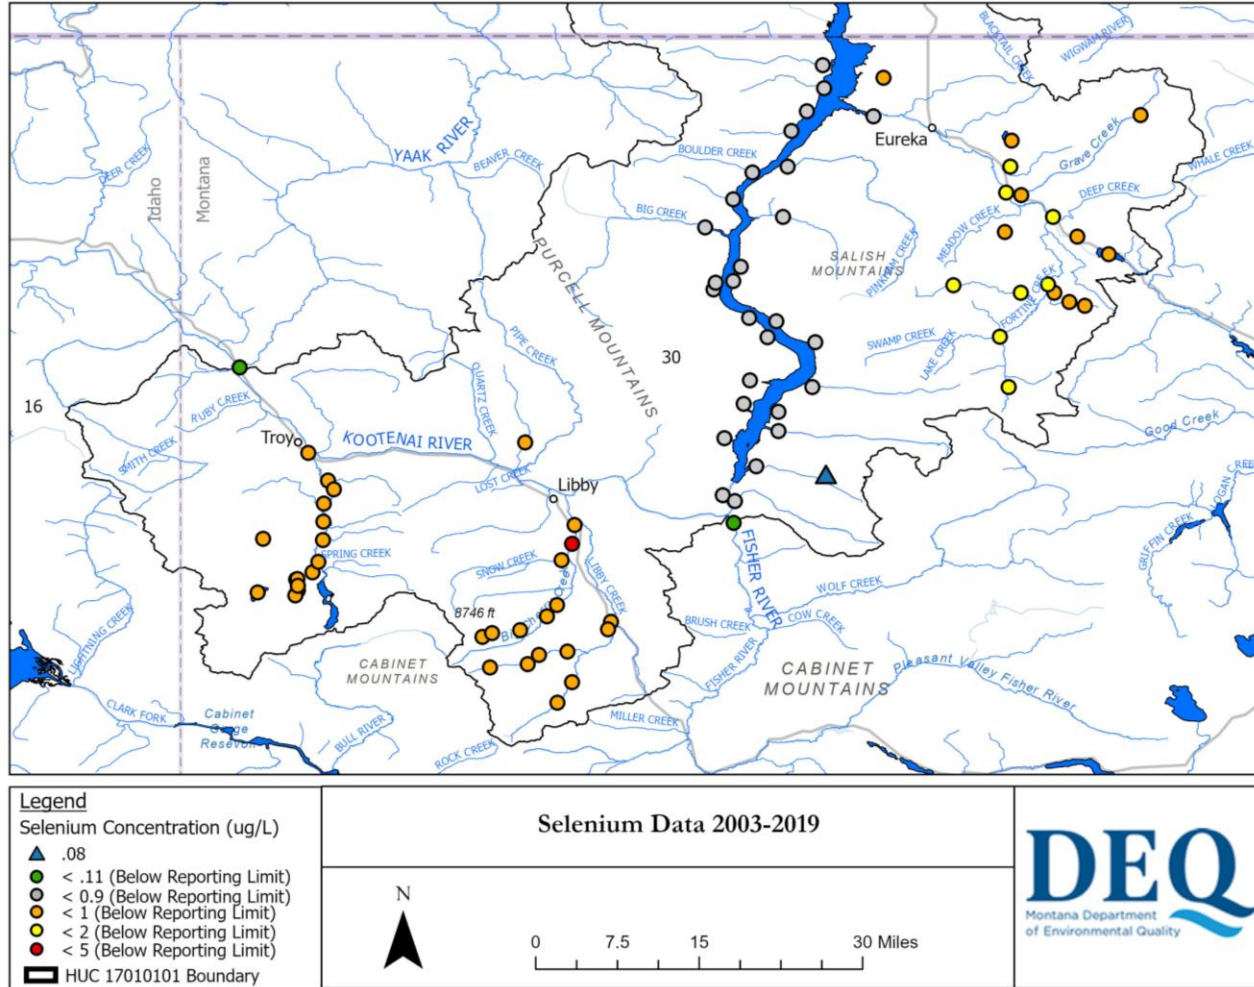 BLACKTAIL CREEK
WIGWAM RIVER
Eureka
Grave Creek
WHALE CREEK
DEEP CREEK
YAAK RIVER
BEAVER CREEK
BOULDER CREEK
DEER CREEK
Idaho
Montana
BIG CREEK
PURCELL MOUNTAINS
SALISH
MOUNTAINS
PINKHAM CREEK
MEADOW CREEK
FORTINE CREEK
SWAMP CREEK
LAKE CREEK
PIPE CREEK
QUARTZ CREEK
30
16
RUBY CREEK
SMITH CREEK
Troy
KOOTENAI RIVER
LOST CREEK
Libby
Good Creek
LOGAN CREEK
GRIFFIN CREEK
SPRING CREEK
SNOW CREEK
LIBBY CREEK
FISHER RIVER
WOLF CREEK
8746 ft
BRUSH CREEK
COW CREEK
LIGHTNING CREEK
CABINET
MOUNTAINS
FISHER RIVER
CABINET
MOUNTAINS
Pleasant Valley Fisher River
CLARK FORK
Cabinet
Gorge
Reservoir
BULL RIVER
ROCK CREEK
MILLER CREEK
Legend
Selenium Concentration (ug/L)
.08
< .11 (Below Reporting Limit)
< 0.9 (Below Reporting Limit)
< 1 (Below Reporting Limit)
< 2 (Below Reporting Limit)
< 5 (Below Reporting Limit)
HUC 17010101 Boundary
Selenium Data 2003-2019
N
0 7.5 15 30 Miles
DEQ
Montana Department
of Environmental Quality